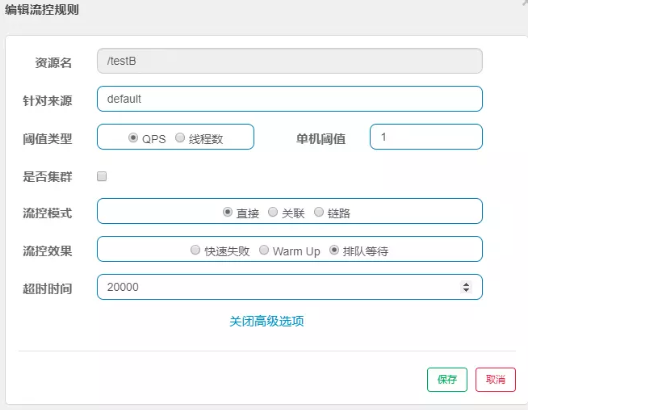 编辑流控规则
资源名 /testB
针对来源 default
阈值类型 QPS 线程数 单机阈值 1
是否集群
流控模式 直接 关联 链路
流控效果 快速失败 Warm Up 排队等待
超时时间 20000
关闭高级选项
保存 取消